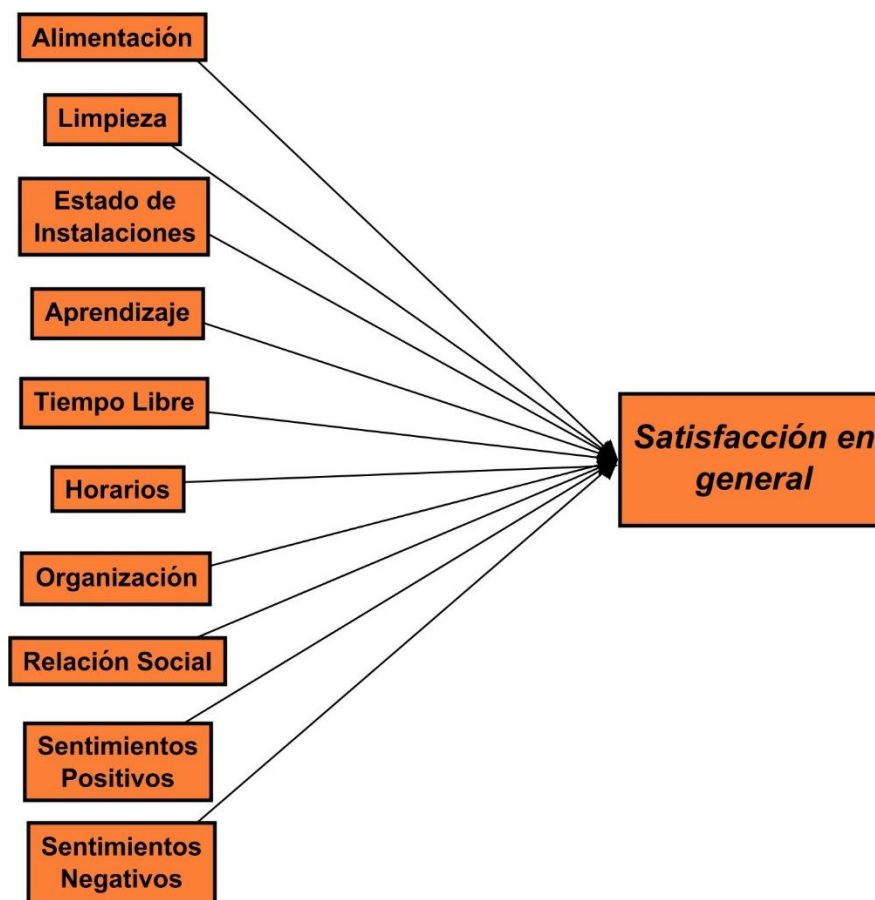 Alimentación
Limpieza
Estado de
Instalaciones
Aprendizaje
Tiempo Libre
Horarios
Organización
Relación Social
Sentimientos
Positivos
Sentimientos
Negativos
Satisfacción en
general